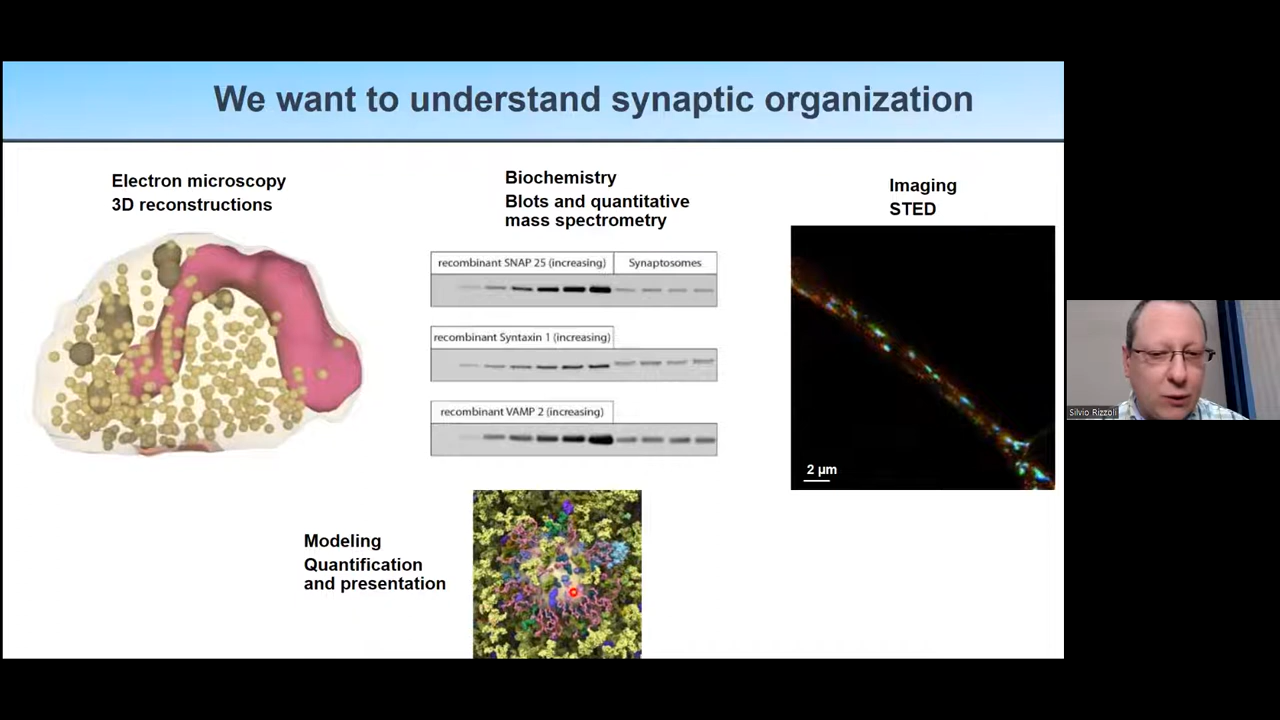 We want to understand synaptic organization
Electron microscopy
3D reconstructions
Biochemistry
Blots and quantitative
mass spectrometry
recombinant SNAP 25 (increasing)
Synaptosomes
recombinant Syntaxin 1 (increasing)
recombinant VAMP 2 (increasing)
Imaging
STED
2 µm
Modeling
Quantification
and presentation
Silvio Rizzoli